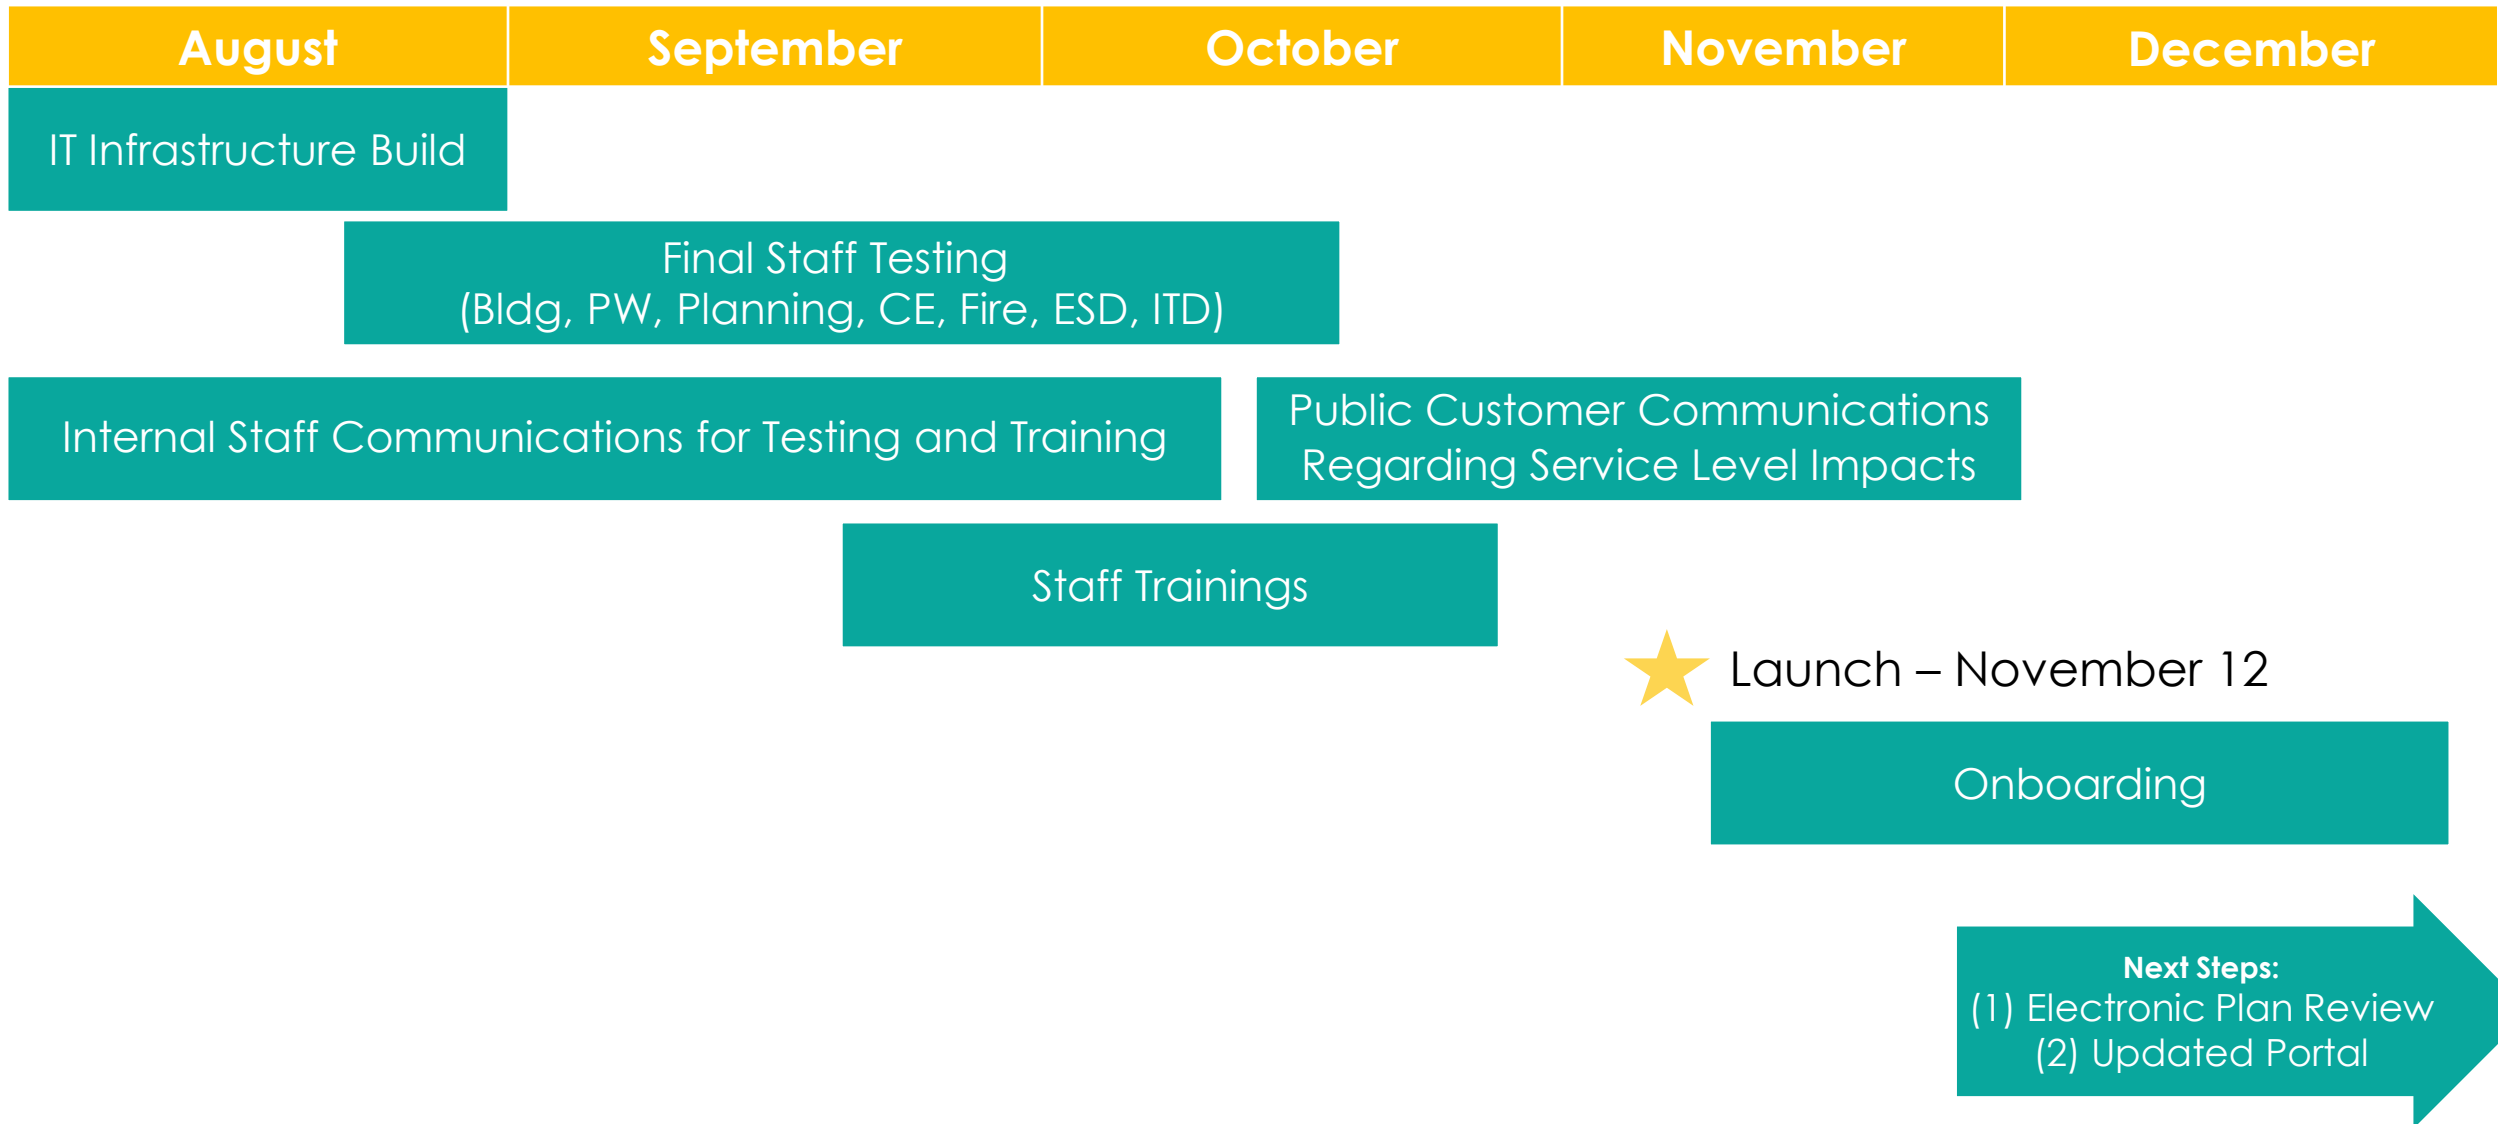 August
September
October
November
December
IT Infrastructure Build
Final Staff Testing
(Bldg, PW, Planning, CE, Fire, ESD, ITD)
Internal Staff Communications for Testing and Training
Public Customer Communications
Regarding Service Level Impacts
Staff Trainings
Launch – November 12
Onboarding
Next Steps:
(1) Electronic Plan Review
(2) Updated Portal